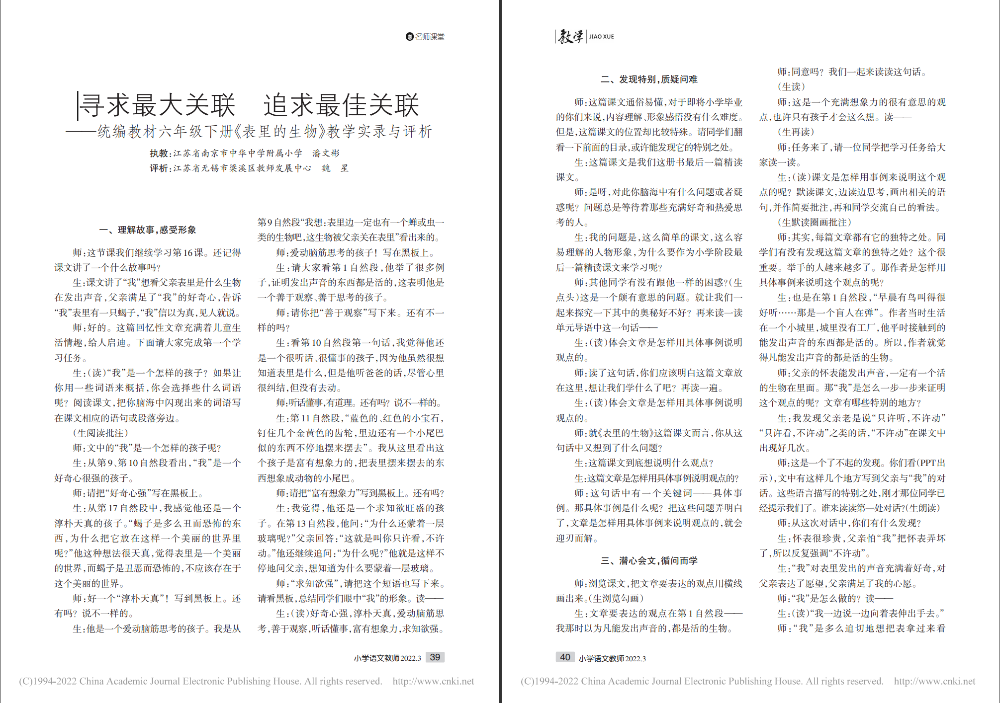 名师课堂
寻求最大关联　追求最佳关联
——统编教材六年级下册《表里的生物》教学实录与评析
执教:江苏省南京市中华中学附属小学　潘文彬
评析:江苏省无锡市梁溪区教师发展中心　魏　星
一、理解故事,感受形象
师:这节课我们继续学习第16课。还记得
课文讲了一个什么故事吗?
生:课文讲了“我”想看父亲表里是什么生物
在发出声音,父亲满足了“我”的好奇心,告诉
“我”表里有一只蝎子,“我”信以为真,见人就说。
师:好的。这篇回忆性文章充满着儿童生
活情趣,给人启迪。下面请大家完成第一个学
习任务。
生:(读)“我”是一个怎样的孩子?如果让
你用一些词语来概括,你会选择些什么词语
呢?阅读课文,把你脑海中闪现出来的词语写
在课文相应的语句或段落旁边。
(生阅读批注)
师:文中的“我”是一个怎样的孩子呢?
生:从第9、第10自然段看出,“我”是一个
好奇心很强的孩子。
师:请把“好奇心强”写在黑板上。
生:从第17自然段中,我感觉他还是一个
淳朴天真的孩子。“蝎子是多么丑而恐怖的东
西,为什么把它放在这样一个美丽的世界里
呢?”他这种想法很天真,觉得表里是一个美丽
的世界,而蝎子是丑恶而恐怖的,不应该存在于
这个美丽的世界。
师:好一个“淳朴天真”!写到黑板上。还
有吗?说不一样的。
生:他是一个爱动脑筋思考的孩子。我是从
第9自然段“我想:表里边一定也有一个蝉或虫一
类的生物吧,这生物被父亲关在表里”看出来的。
师:爱动脑筋思考的孩子!写在黑板上。
生:请大家看第1自然段,他举了很多例
子,证明发出声音的东西都是活的,这表明他是
一个善于观察、善于思考的孩子。
师:请你把“善于观察”写下来。还有不一
样的吗?
生:看第10自然段第一句话,我觉得他还
是一个很听话、很懂事的孩子,因为他虽然很想
知道表里是什么,但是他听爸爸的话,尽管心里
很纠结,但没有去动。
师:听话懂事,有道理。还有吗?说不一样的。
生:第11自然段,“蓝色的、红色的小宝石,
钉住几个金黄色的齿轮,里边还有一个小尾巴
似的东西不停地摆来摆去”。我从这里看出这
个孩子是富有想象力的,把表里摆来摆去的东
西想象成动物的小尾巴。
师:请把“富有想象力”写到黑板上。还有吗?
生:我觉得,他还是一个求知欲旺盛的孩
子。在第13自然段,他问:“为什么还蒙着一层
玻璃呢?”父亲回答:“这就是叫你只许看,不许
动。”他还继续追问:“为什么呢?”他就是这样不
停地问父亲,想知道为什么要蒙着一层玻璃。
师:“求知欲强”,请把这个短语也写下来。
请看黑板,总结同学们眼中“我”的形象。读——
生:(读)好奇心强,淳朴天真,爱动脑筋思
考,善于观察,听话懂事,富有想象力,求知欲强。
小学语文教师2022.3 39
(C)1994-2022 China Academic Journal Electronic Publishing House. All rights reserved. http://www.cnki.net
教学 JIAO XUE
二、发现特别,质疑问难
师:这篇课文通俗易懂,对于即将小学毕业
的你们来说,内容理解、形象感悟没有什么难度。
但是,这篇课文的位置却比较特殊。请同学们翻
看一下前面的目录,或许能发现它的特别之处。
生:这篇课文是我们这册书最后一篇精读
课文。
师:是呀,对此你脑海中有什么问题或者疑
惑呢?问题总是等待着那些充满好奇和热爱思
考的人。
生:我的问题是,这么简单的课文,这么容
易理解的人物形象,为什么要作为小学阶段最
后一篇精读课文来学习呢?
师:其他同学有没有跟他一样的困惑?(生
点头)这是一个颇有意思的问题。就让我们一
起来探究一下其中的奥秘好不好?再来读一读
单元导语中这一句话——
生:(读)体会文章是怎样用具体事例说明
观点的。
师:读了这句话,你们应该明白这篇文章放
在这里,想让我们学什么了吧?再读一遍。
生:(读)体会文章是怎样用具体事例说明
观点的。
师:就《表里的生物》这篇课文而言,你从这
句话中又想到了什么问题?
生:这篇课文到底想说明什么观点?
生:这篇文章是怎样用具体事例说明观点的?
师:这句话中有一个关键词——具体事
例。那具体事例是什么呢?把这些问题弄明白
了,文章是怎样用具体事例来说明观点的,就会
迎刃而解。
三、潜心会文,循问而学
师:浏览课文,把文章要表达的观点用横线
画出来。(生浏览勾画)
生:文章要表达的观点在第1自然段——
我那时以为凡能发出声音的,都是活的生物。
师:同意吗?我们一起来读读这句话。
(生读)
师:这是一个充满想象力的很有意思的观
点,也许只有孩子才会这么想。读——
(生再读)
师:任务来了,请一位同学把学习任务给大
家读一读。
生:(读)课文是怎样用事例来说明这个观
点的呢?默读课文,边读边思考,画出相关的语
句,并作简要批注,再和同学交流自己的看法。
(生默读圈画批注)
师:其实,每篇文章都有它的独特之处。同
学们有没有发现这篇文章的独特之处?这个很
重要。举手的人越来越多了。那作者是怎样用
具体事例来说明这个观点的呢?
生:也是在第1自然段,“早晨有鸟叫得很
好听……那是一个盲人在弹”。作者当时生活
在一个小城里,城里没有工厂,他平时接触到的
能发出声音的东西都是活的。所以,作者就觉
得凡能发出声音的都是活的生物。
师:父亲的怀表能发出声音,一定有一个活
的生物在里面。那“我”是怎么一步一步来证明
这个观点的呢?文章有哪些特别的地方?
生:我发现父亲老是说“只许听,不许动”
“只许看,不许动”之类的话,“不许动”在课文中
出现好几次。
师:这是一个了不起的发现。你们看(PPT出
示),文中有这样几个地方写到父亲与“我”的对
话。这些语言描写的特别之处,刚才那位同学已
经提示我们了。谁来读读第一处对话?(生朗读)
师:从这次对话中,你们有什么发现?
生:怀表很珍贵,父亲怕“我”把怀表弄坏
了,所以反复强调“不许动”。
生:“我”对表里发出的声音充满着好奇,对
父亲表达了愿望,父亲满足了我的心愿。
师:“我”是怎么做的?读——
生:(读)“我一边说一边向着表伸出手去。”
师:“我”是多么迫切地想把表拿过来看
40 小学语文教师2022.3
(C)1994-2022 China Academic Journal Electronic Publishing House. All rights reserved. http://www.cnki.net